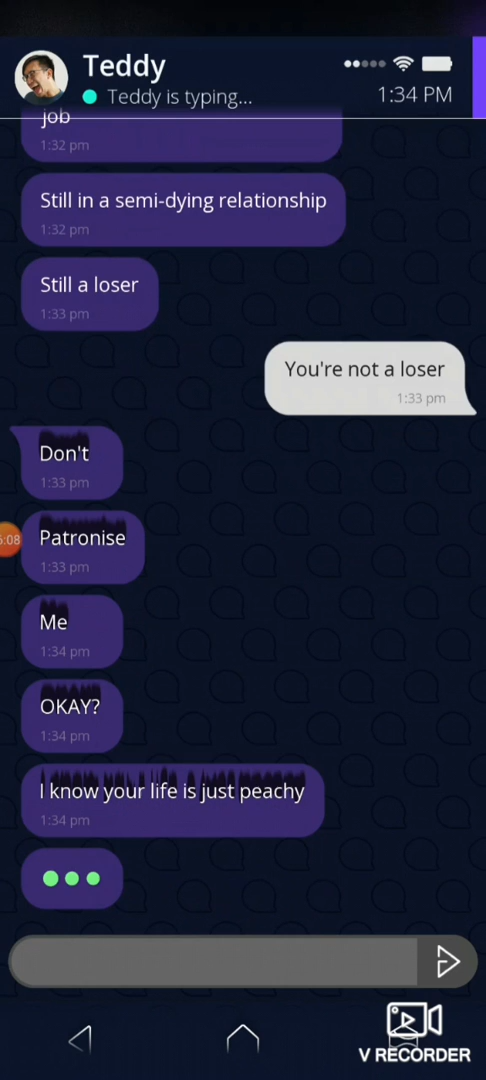 Teddy
Teddy is typing...
1:34 PM
job
1:32 pm
Still in a semi-dying relationship
1:32 pm
Still a loser
1:33 pm
You're not a loser
1:33 pm
Don't
1:33 pm
Patronise
1:33 pm
Me
1:34 pm
OKAY?
1:34 pm
I know your life is just peachy
1:34 pm
6:08
V RECORDER